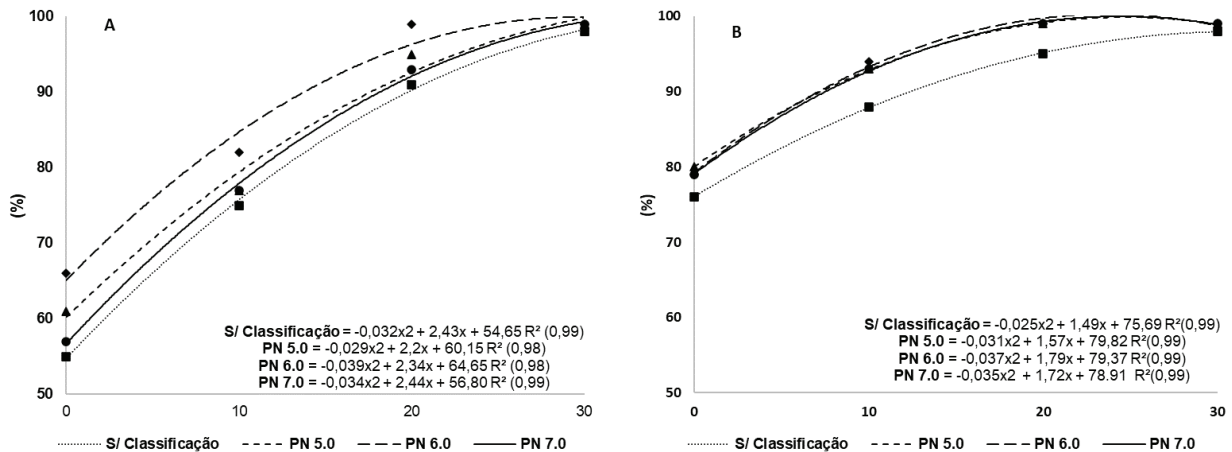 A
100
90
80
70
60
50
(%)
0 10 20 30
S/ Classificação = -0,032x2 + 2,43x + 54,65 R² (0,99)
PN 5.0 = -0,029x2 + 2,2x + 60,15 R² (0,98)
PN 6.0 = -0,039x2 + 2,34x + 64,65 R² (0,98)
PN 7.0 = -0,034x2 + 2,44x + 56,80 R² (0,99)
S/ Classificação PN 5.0 PN 6.0 PN 7.0
B
100
90
80
70
60
50
(%)
0 10 20 30
S/ Classificação = -0,025x2 + 1,49x + 75,69 R²(0,99)
PN 5.0 = -0,031x2 + 1,57x + 79,82 R²(0,99)
PN 6.0 = -0,037x2 + 1,79x + 79,37 R²(0,99)
PN 7.0 = -0,035x2 + 1,72x + 78.91 R²(0,99)
S/ Classificação PN 5.0 PN 6.0 PN 7.0